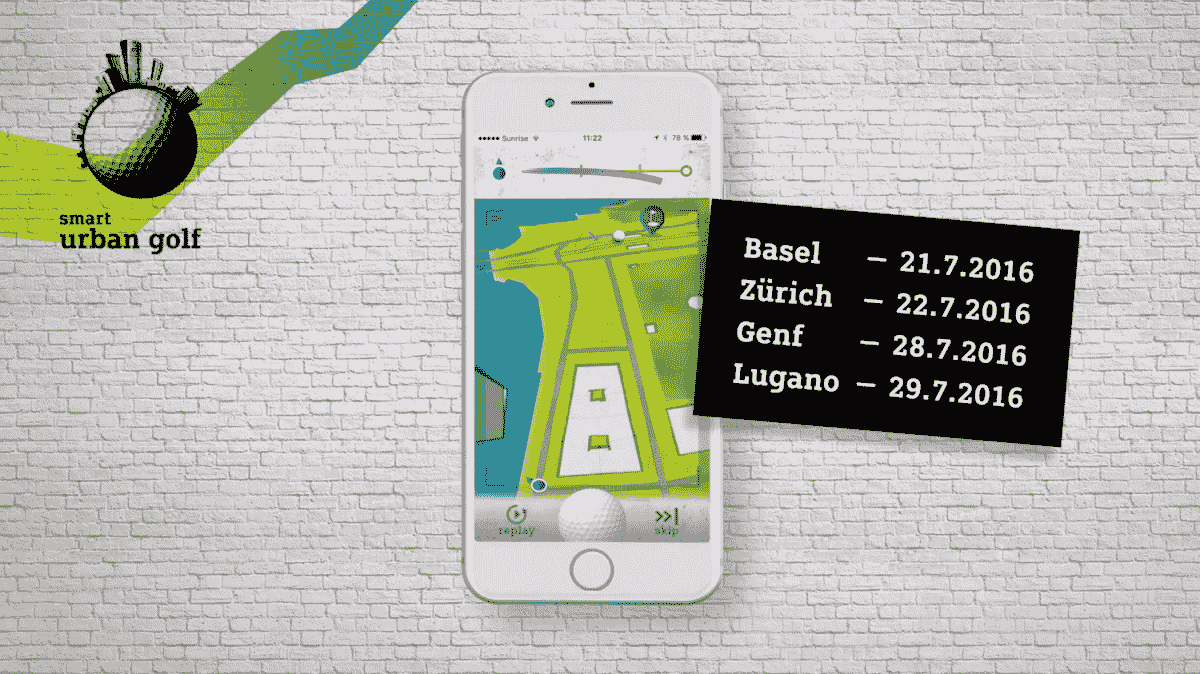 smart
urban golf
Sunrise
11:22
78 %
replay
skip
Basel – 21.7.2016
Zürich – 22.7.2016
Genf – 28.7.2016
Lugano – 29.7.2016